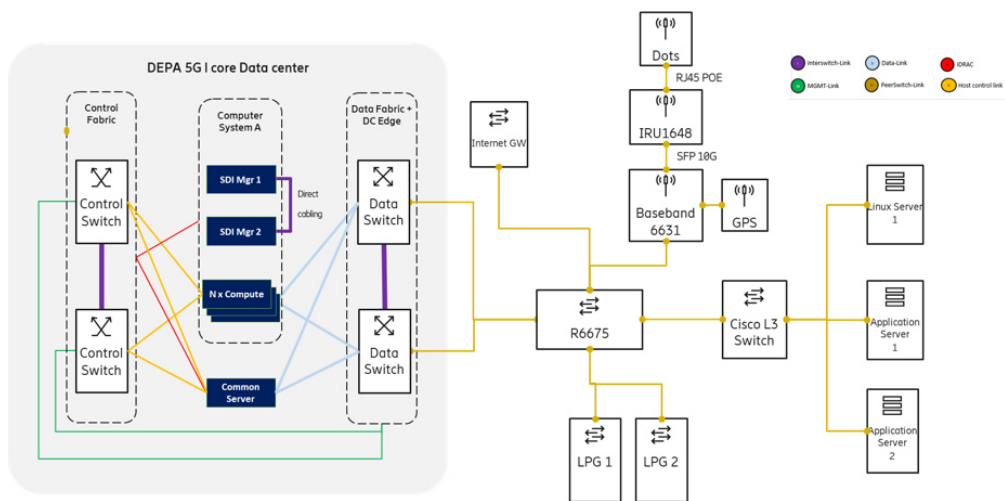 DEPA 5G I core Data center
Control
Fabric
Computer
System A
Data Fabric +
DC Edge
Control
Switch
SDI Mgr 1
SDI Mgr 2
Direct
cabling
Data
Switch
N x Compute
Control
Switch
Common
Server
Data
Switch
Internet GW
Dots
RJ45 POE
IRU1648
SFP 10G
Baseband
6631
GPS
R6675
LPG 1
LPG 2
Cisco L3
Switch
Interswitch-Link
Data-Link
iDRAC
MGMT-Link
PeerSwitch-Link
Host control link
Linux Server
1
Application
Server
1
Application
Server
2